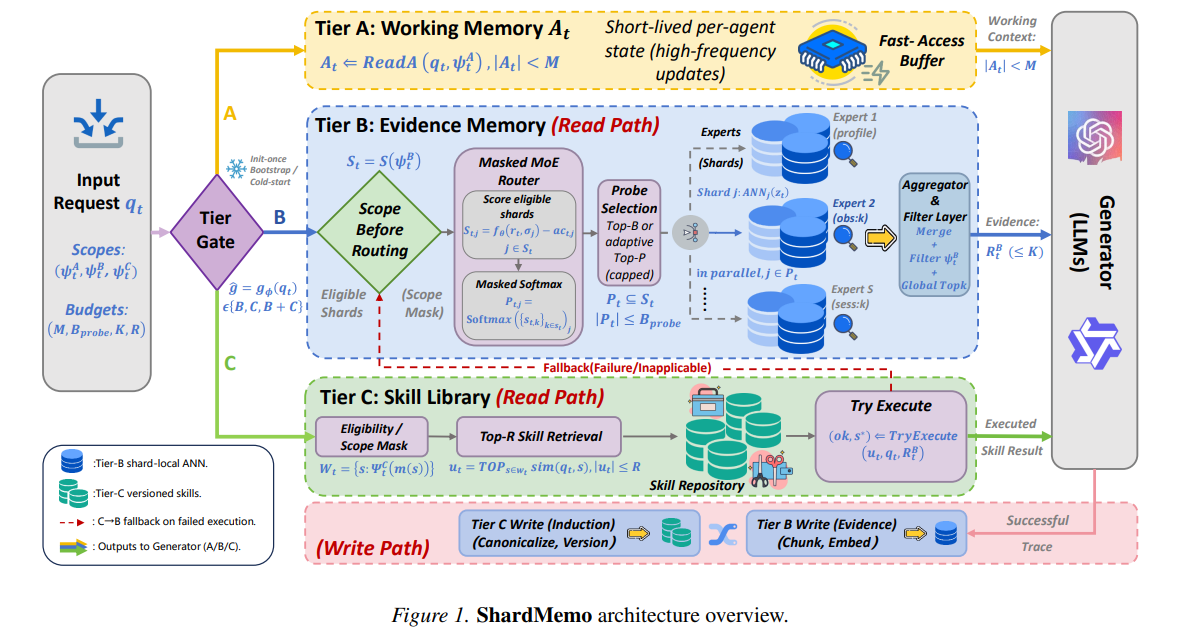 Tier A: Working Memory A_t
A_t ⇐ ReadA (q_t, ψ_t^A), |A_t| < M
Short-lived per-agent
state (high-frequency
updates)
Fast- Access
Buffer
Working
Context:
|A_t| < M
Input
Request q_t
Scopes:
(ψ_t^A, ψ_t^B, ψ_t^C)
Budgets:
(M, B_probe, K, R)
A
B
C
Init-once
Bootstrap /
Cold-start
Tier
Gate
ĝ = g_ϕ(q_t)
ϵ{B, C, B + C}
Tier B: Evidence Memory (Read Path)
S_t = S(ψ_t^B)
Scope
Before
Routing
Eligible
Shards
(Scope
Mask)
Masked MoE
Router
Score eligible
shards
S_t,j = f_θ(r_t, σ_j) − αc_t,j
j ∈ S_t
Masked Softmax
P_t,j =
Softmax ({s_t,k}_k∈s_t)_j
Probe
Selection
Top-B or
adaptive
Top-P
(capped)
P_t ⊆ S_t
|P_t| ≤ B_probe
Experts
(Shards)
Shard j: ANN_j(z_t)
in parallel, j ∈ P_t
Expert 1
(profile)
Expert 2
(obs:k)
Expert S
(sess:k)
Aggregator
&
Filter Layer
Merge
+
Filter ψ_t^B
+
Global Topk
Evidence:
R_t^B (≤ K)
Generator
(LLMs)
Fallback(Failure/Inapplicable)
Tier C: Skill Library (Read Path)
Eligibility /
Scope Mask
W_t = {s: Ψ_t^C(m(s))}
Top-R Skill Retrieval
u_t = TOP_s∈w_t sim(q_t, s), |u_t| ≤ R
Skill Repository
Try Execute
(ok, s*) ⇐ TryExecute
(u_t, q_t, R_t^B)
Executed
Skill Result
:Tier-B shard-local ANN.
:Tier-C versioned skills.
: C→B fallback on failed execution.
: Outputs to Generator (A/B/C).
(Write Path)
Tier C Write (Induction)
(Canonicalize, Version)
Tier B Write (Evidence)
(Chunk, Embed)
Successful
Trace
Figure 1. ShardMemo architecture overview.